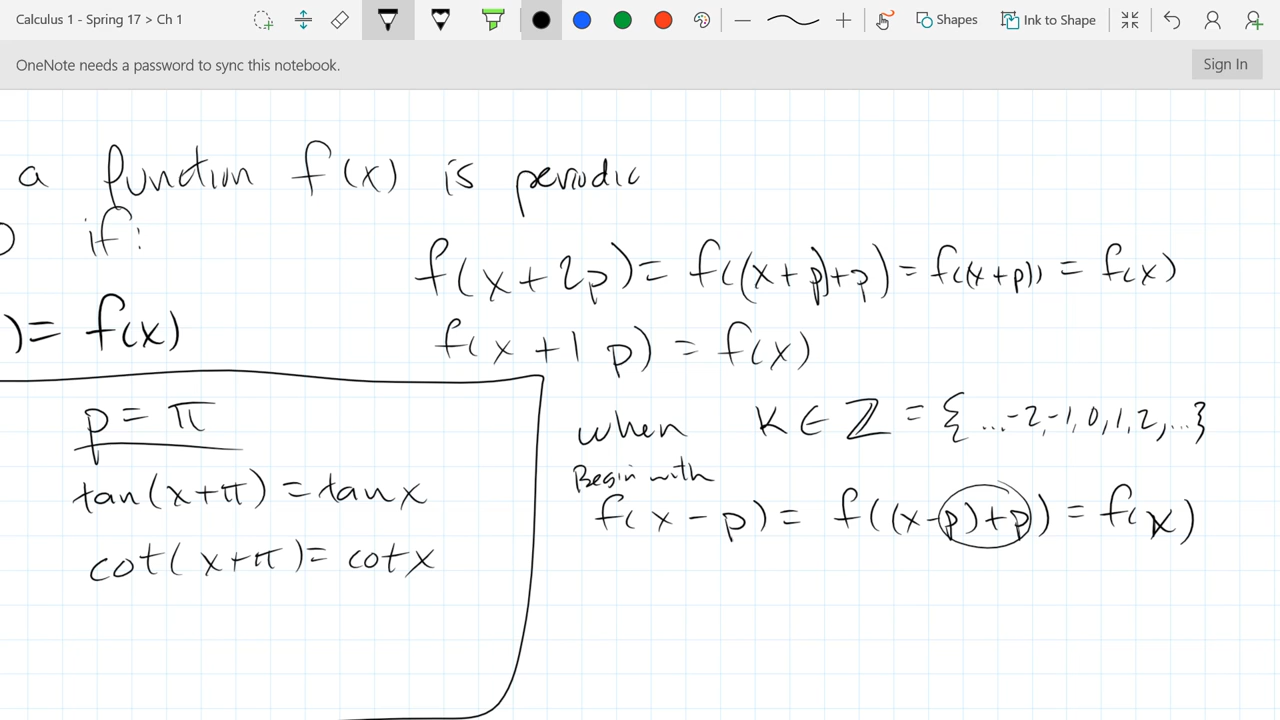 Calculus 1 - Spring 17 > Ch 1
Shapes
Ink to Shape
OneNote needs a password to sync this notebook.
Sign In
a function f(x) is periodic
if:
)= f(x)
f(x+2p)= f((x+p)+p)= f((x+p)) = f(x)
f(x +1 p) = f(x)
p = π
tan(x+π) = tan x
cot(x+π)= cot x
when K ∈ ℤ = {...-2,-1,0,1,2,...}
Begin with
f(x - p) = f((x-p)+p) = f(x)